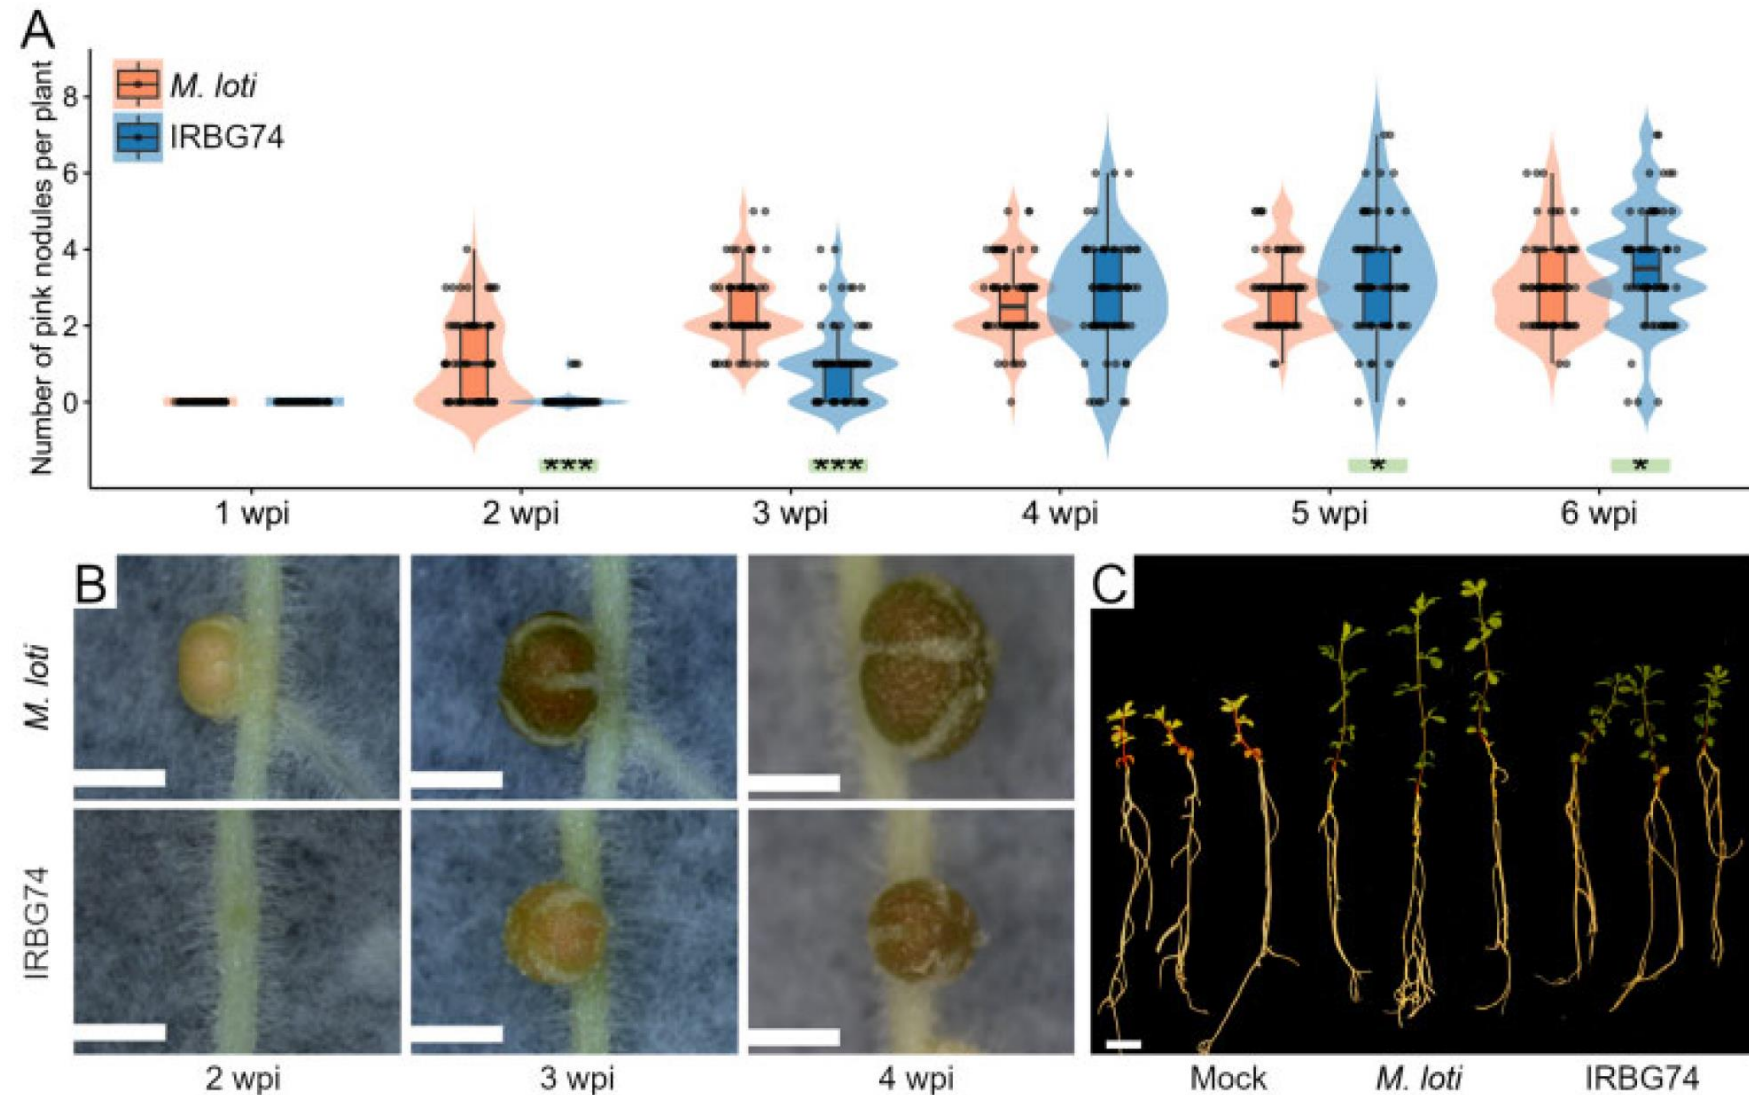 A
Number of pink nodules per plant
M. loti
IRBG74
8
6
4
2
0
*** *** * *
1 wpi 2 wpi 3 wpi 4 wpi 5 wpi 6 wpi
B
C
M. loti
IRBG74
2 wpi 3 wpi 4 wpi
Mock M. loti IRBG74